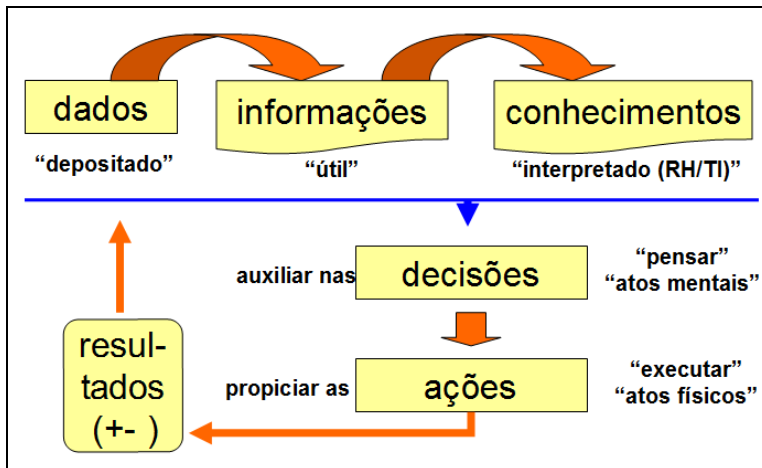 dados
informações
conhecimentos
“depositado”
“útil”
“interpretado (RH/TI)”
auxiliar nas
decisões
“pensar”
“atos mentais”
resul-
tados
(+- )
propiciar as
ações
“executar”
“atos físicos”